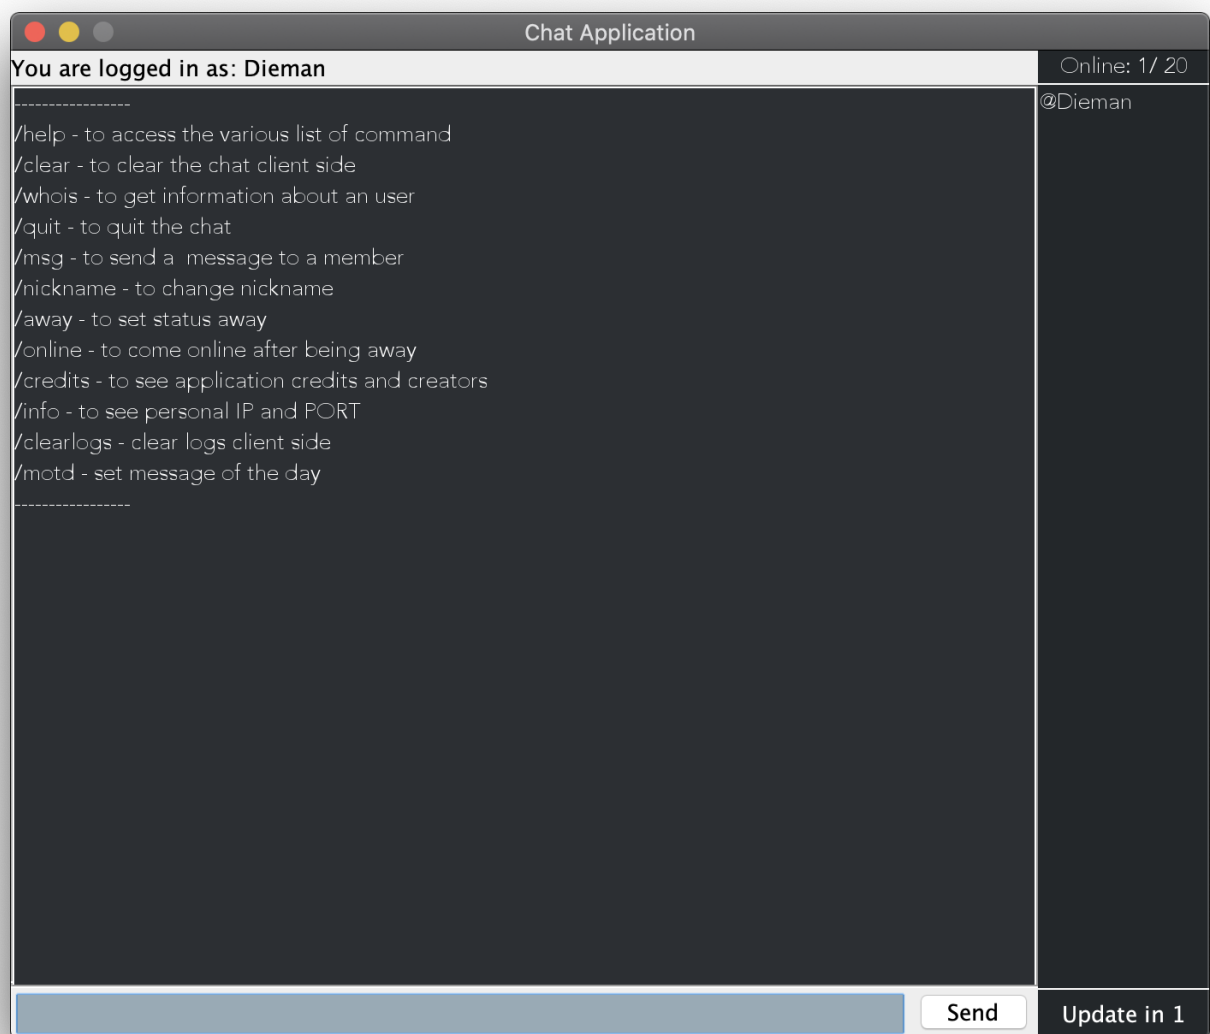 Chat Application
You are logged in as: Dieman
Online: 1/ 20
-----------------
/help - to access the various list of command
/clear - to clear the chat client side
/whois - to get information about an user
/quit - to quit the chat
/msg - to send a  message to a member
/nickname - to change nickname
/away - to set status away
/online - to come online after being away
/credits - to see application credits and creators
/info - to see personal IP and PORT
/clearlogs - clear logs client side
/motd - set message of the day
-----------------
@Dieman
Send
Update in 1